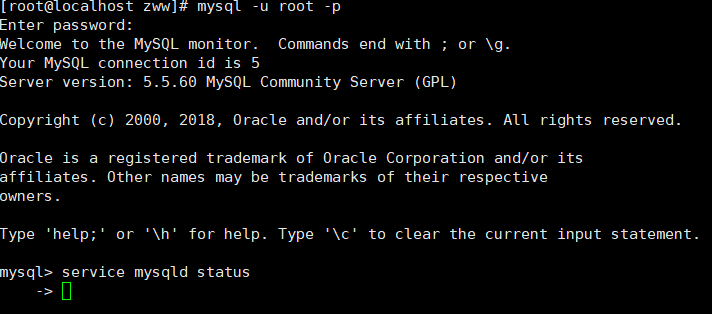 [root@localhost zww]# mysql -u root -p
Enter password:
Welcome to the MySQL monitor.  Commands end with ; or \g.
Your MySQL connection id is 5
Server version: 5.5.60 MySQL Community Server (GPL)
Copyright (c) 2000, 2018, Oracle and/or its affiliates. All rights reserved.
Oracle is a registered trademark of Oracle Corporation and/or its
affiliates. Other names may be trademarks of their respective
owners.
Type 'help;' or '\h' for help. Type '\c' to clear the current input statement.
mysql> service mysqld status
    ->